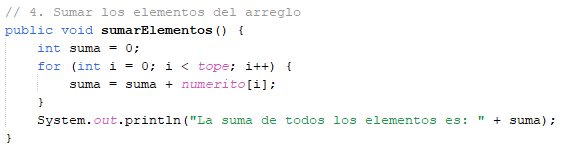 // 4. Sumar los elementos del arreglo
public void sumarElementos() {
    int suma = 0;
    for (int i = 0; i < tope; i++) {
        suma = suma + numerito[i];
    }
    System.out.println("La suma de todos los elementos es: " + suma);
}